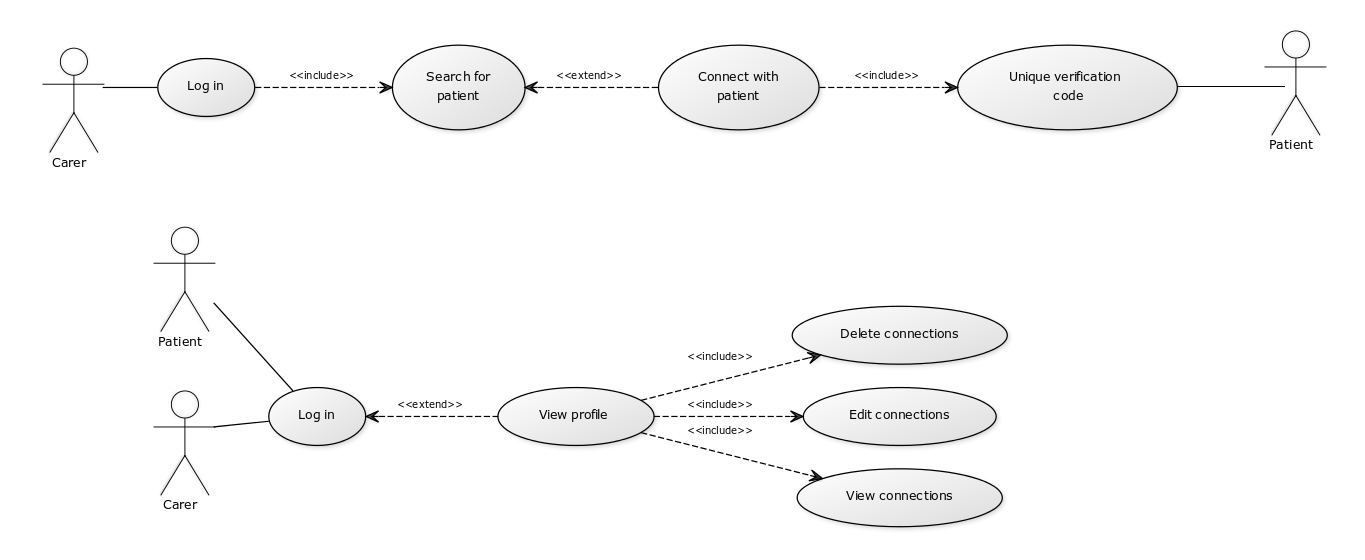 Log in
<<include>>
Search for
patient
<<extend>>
Connect with
patient
<<include>>
Unique verification
code
Carer
Patient
Patient
Carer
Log in
<<extend>>
View profile
<<include>>
Delete connections
<<include>>
Edit connections
<<include>>
View connections